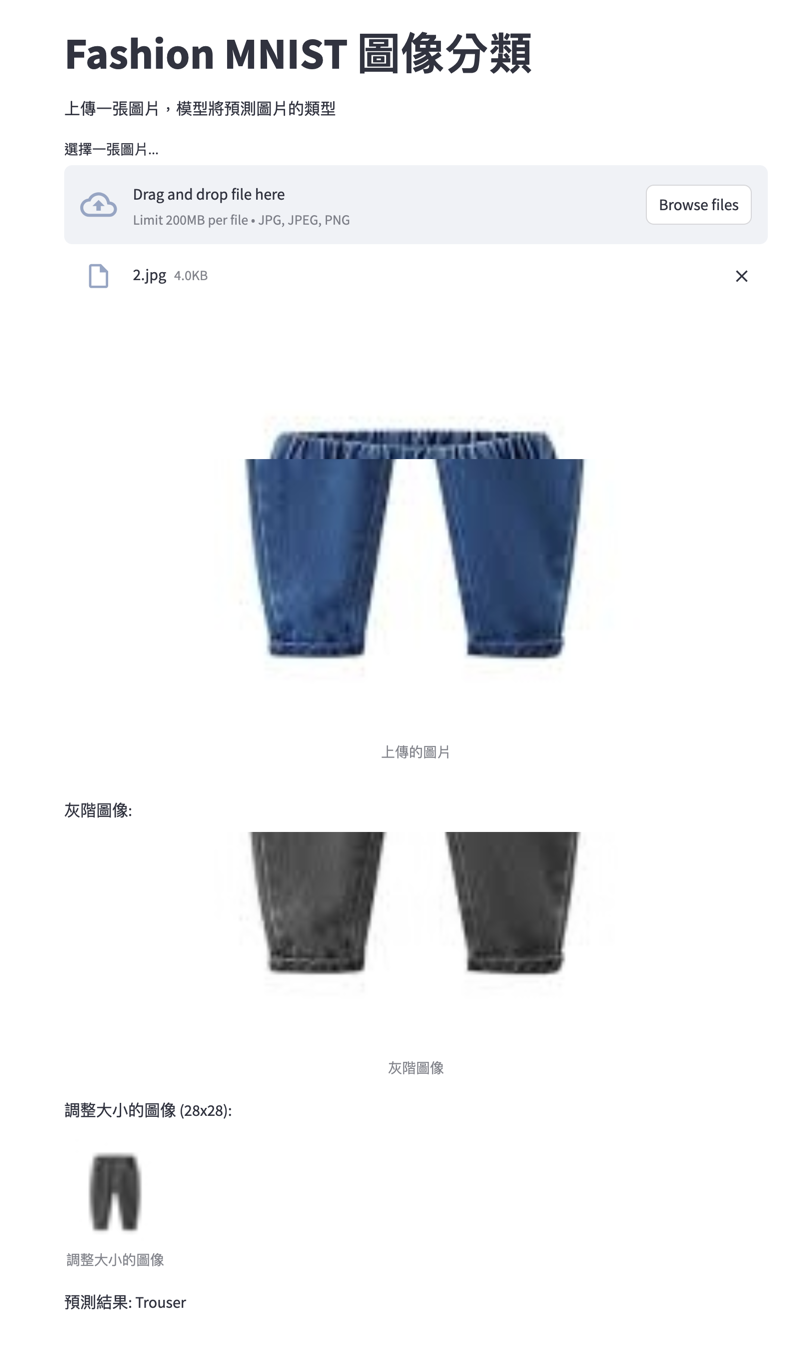 Fashion MNIST 圖像分類
上傳一張圖片，模型將預測圖片的類型
選擇一張圖片...
Drag and drop file here
Limit 200MB per file • JPG, JPEG, PNG
Browse files
2.jpg 4.0KB
上傳的圖片
灰階圖像:
灰階圖像
調整大小的圖像 (28x28):
調整大小的圖像
預測結果: Trouser